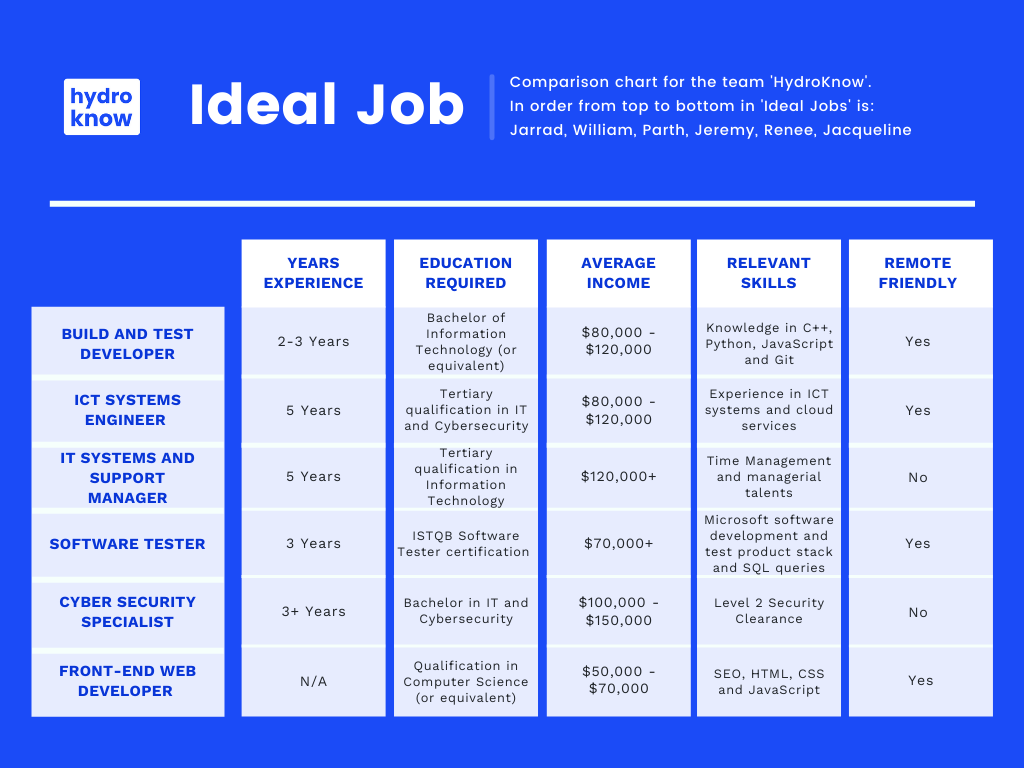 hydro
know
Ideal Job
Comparison chart for the team 'HydroKnow'.
In order from top to bottom in 'Ideal Jobs' is:
Jarrad, William, Parth, Jeremy, Renee, Jacqueline
YEARS
EXPERIENCE
EDUCATION
REQUIRED
AVERAGE
INCOME
RELEVANT
SKILLS
REMOTE
FRIENDLY
BUILD AND TEST
DEVELOPER
2-3 Years
Bachelor of
Information
Technology (or
equivalent)
$80,000 -
$120,000
Knowledge in C++,
Python, JavaScript
and Git
Yes
ICT SYSTEMS
ENGINEER
5 Years
Tertiary
qualification in IT
and Cybersecurity
$80,000 -
$120,000
Experience in ICT
systems and cloud
services
Yes
IT SYSTEMS AND
SUPPORT
MANAGER
5 Years
Tertiary
qualification in
Information
Technology
$120,000+
Time Management
and managerial
talents
No
SOFTWARE TESTER
3 Years
ISTQB Software
Tester certification
$70,000+
Microsoft software
development and
test product stack
and SQL queries
Yes
CYBER SECURITY
SPECIALIST
3+ Years
Bachelor in IT and
Cybersecurity
$100,000 -
$150,000
Level 2 Security
Clearance
No
FRONT-END WEB
DEVELOPER
N/A
Qualification in
Computer Science
(or equivalent)
$50,000 -
$70,000
SEO, HTML, CSS
and JavaScript
Yes